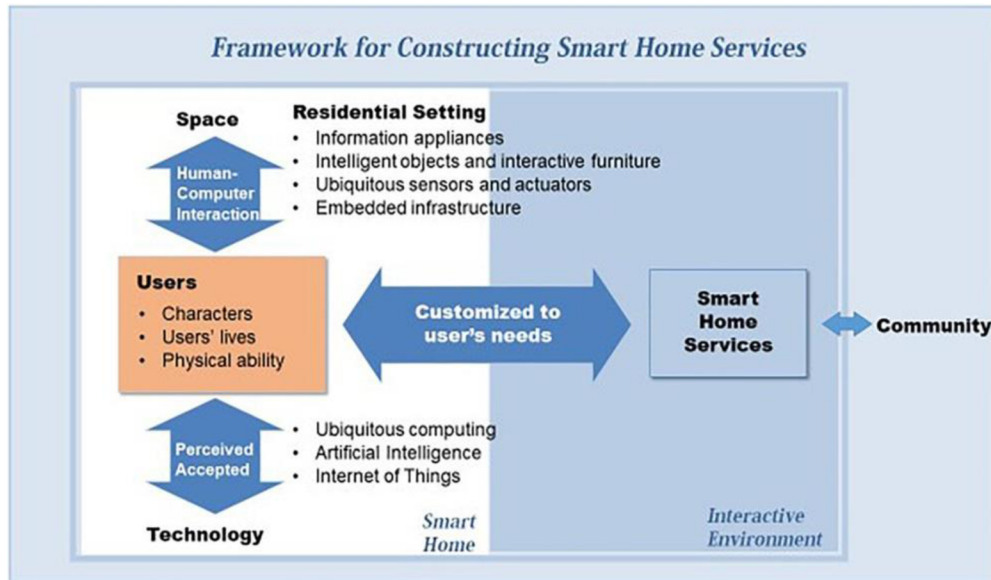 Framework for Constructing Smart Home Services
Space
Human-
Computer
Interaction
Residential Setting
• Information appliances
• Intelligent objects and interactive furniture
• Ubiquitous sensors and actuators
• Embedded infrastructure
Users
• Characters
• Users' lives
• Physical ability
Customized to
user's needs
Smart
Home
Services
Community
Perceived
Accepted
• Ubiquitous computing
• Artificial Intelligence
• Internet of Things
Technology
Smart
Home
Interactive
Environment